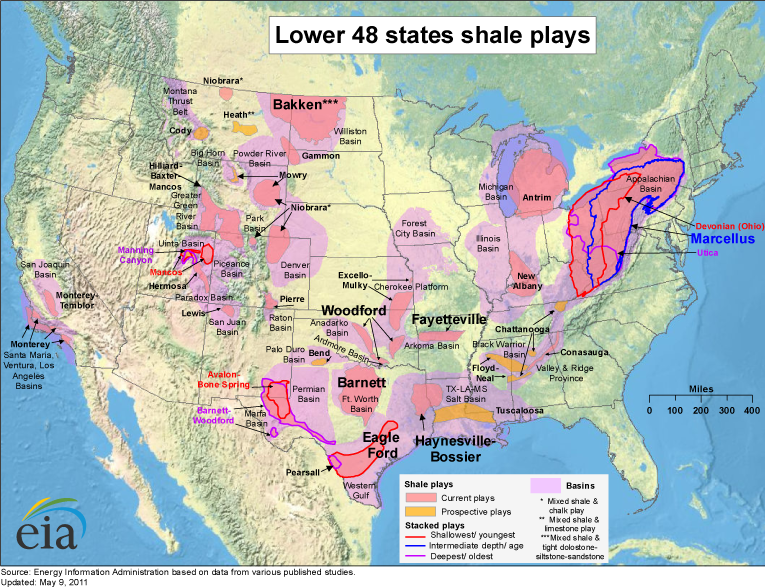 Lower 48 states shale plays
Niobrara*
Montana
Thrust
Belt
Bakken***
Heath**
Cody
Williston
Basin
Big Horn
Basin
Powder River
Basin
Gammon
Hilliard-
Baxter-
Mancos
Mowry
Greater
Green
River
Basin
Park
Basin
Niobrara*
Michigan
Basin
Antrim
Appalachian
Basin
Devonian (Ohio)
Marcellus
Utica
Forest
City Basin
Illinois
Basin
Manning
Canyon
Uinta Basin
Mancos
Piceance
Basin
Denver
Basin
Hermosa
San Joaquin
Basin
Monterey-
Temblor
Paradox Basin
Pierre
Lewis
San Juan
Basin
Raton
Basin
Excello-
Mulky
Cherokee Platform
New
Albany
Woodford
Anadarko
Basin
Ardmore Basin
Fayetteville
Arkoma Basin
Chattanooga
Black Warrior
Basin
Conasauga
Floyd-
Neal
Valley & Ridge
Province
Monterey
Santa Maria,
Ventura, Los
Angeles
Basins
Palo Duro
Basin
Bend
Avalon-
Bone Spring
Permian
Basin
Barnett
Ft. Worth
Basin
TX-LA-MS
Salt Basin
Tuscaloosa
Barnett-
Woodford
Marfa
Basin
Eagle
Ford
Haynesville-
Bossier
Pearsall
Western
Gulf
Miles
0 100 200 300 400
Shale plays
Current plays
Prospective plays
Stacked plays
Shallowest/ youngest
Intermediate depth/ age
Deepest/ oldest
Basins
* Mixed shale &
chalk play
** Mixed shale &
limestone play
***Mixed shale &
tight dolostone-
siltstone-sandstone
eia
Source: Energy Information Administration based on data from various published studies.
Updated: May 9, 2011